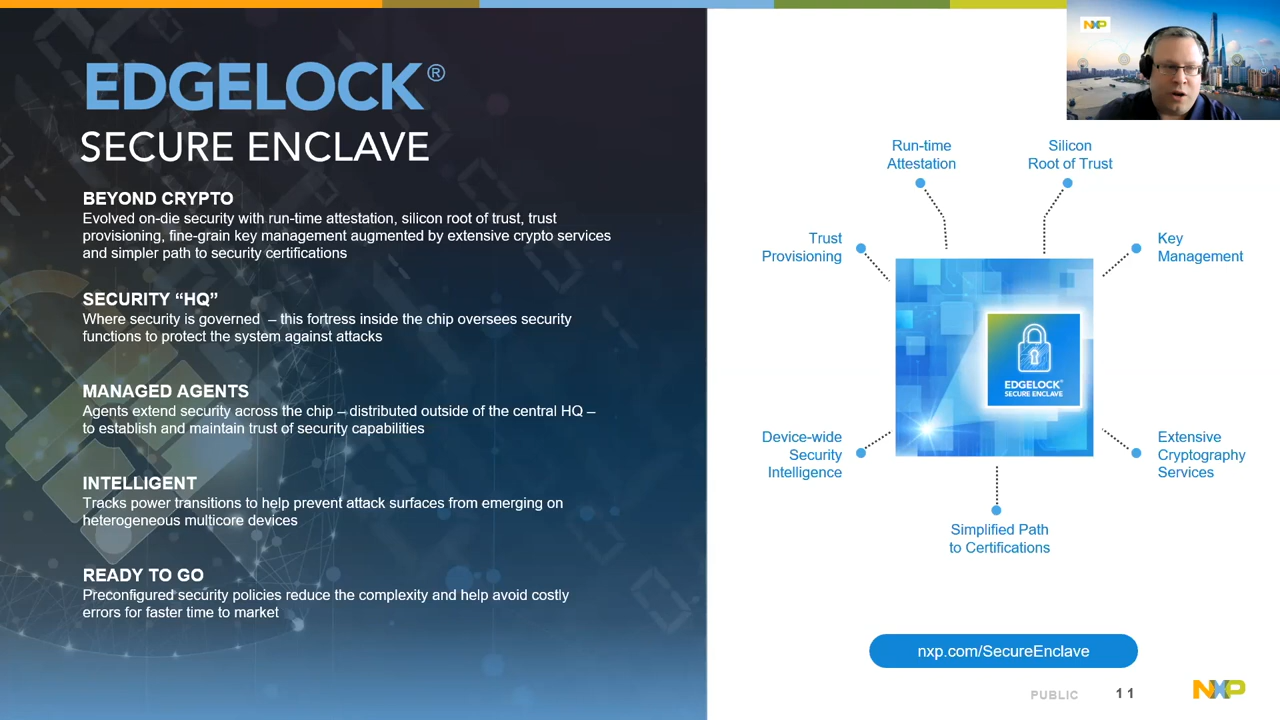 EDGELOCK®
SECURE ENCLAVE
BEYOND CRYPTO
Evolved on-die security with run-time attestation, silicon root of trust, trust
provisioning, fine-grain key management augmented by extensive crypto services
and simpler path to security certifications
SECURITY “HQ”
Where security is governed – this fortress inside the chip oversees security
functions to protect the system against attacks
MANAGED AGENTS
Agents extend security across the chip – distributed outside of the central HQ –
to establish and maintain trust of security capabilities
INTELLIGENT
Tracks power transitions to help prevent attack surfaces from emerging on
heterogeneous multicore devices
READY TO GO
Preconfigured security policies reduce the complexity and help avoid costly
errors for faster time to market
NXP
Run-time
Attestation
Silicon
Root of Trust
Trust
Provisioning
Key
Management
EDGELOCK®
SECURE ENCLAVE
Device-wide
Security
Intelligence
Extensive
Cryptography
Services
Simplified Path
to Certifications
nxp.com/SecureEnclave
PUBLIC
11
NXP